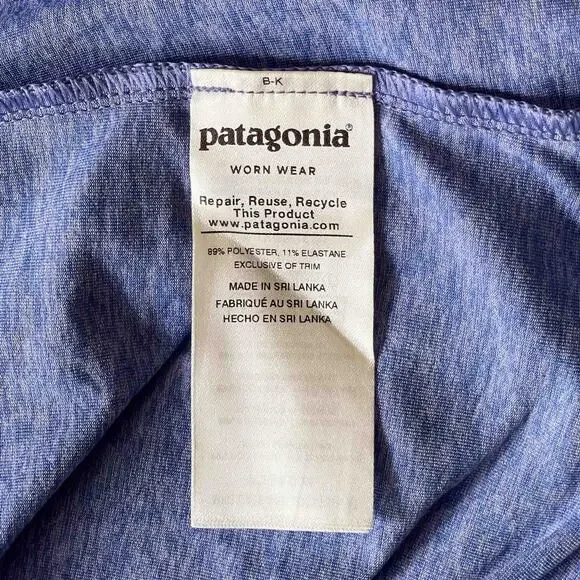 B-K
patagonia®
WORN WEAR
Repair, Reuse, Recycle
This Product
www.patagonia.com
89% POLYESTER, 11% ELASTANE
EXCLUSIVE OF TRIM
MADE IN SRI LANKA
FABRIQUÉ AU SRI LANKA
HECHO EN SRI LANKA